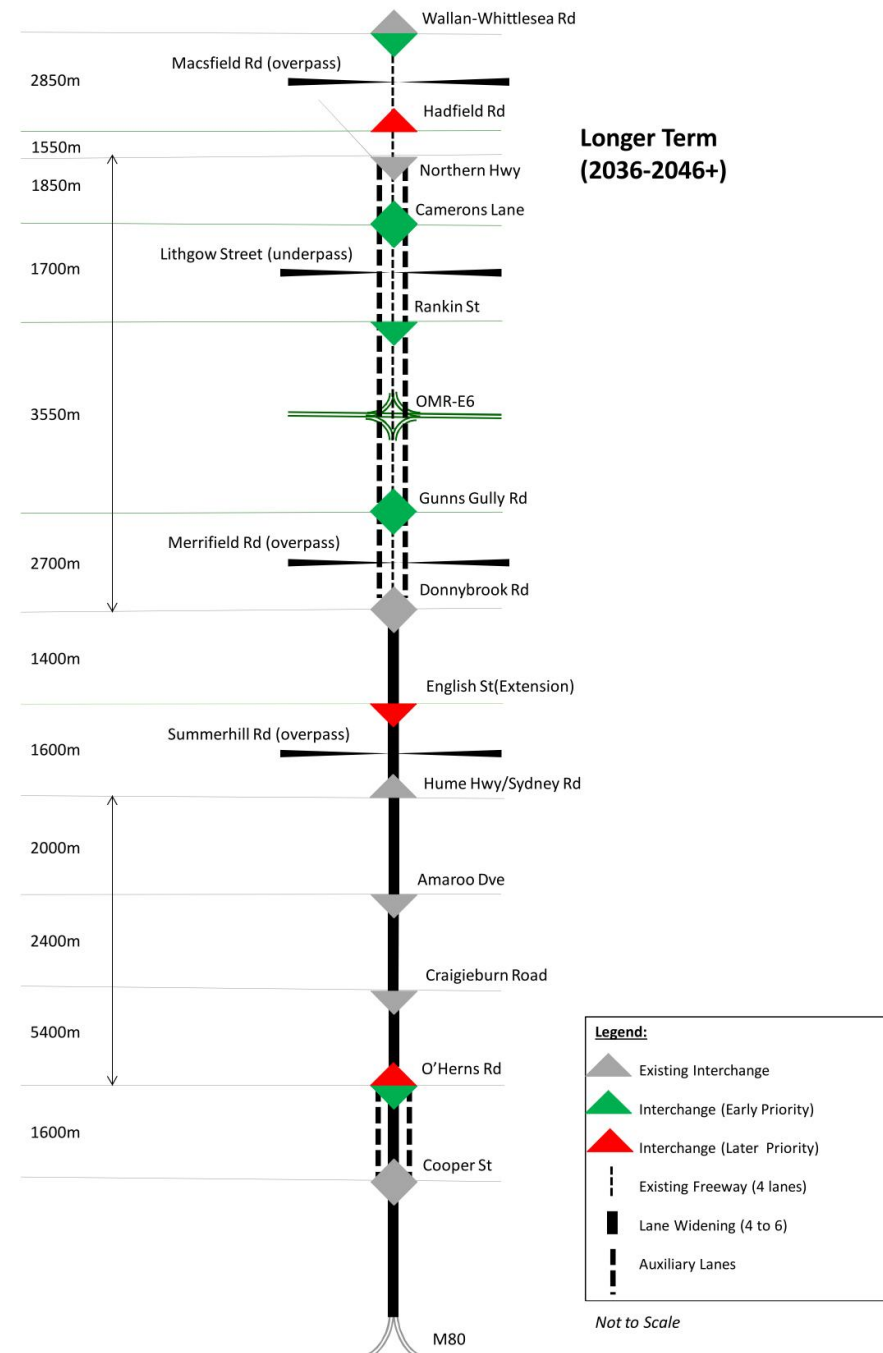 Wallan-Whittlesea Rd
Macsfield Rd (overpass)
2850m
Hadfield Rd
Longer Term
(2036-2046+)
1550m
Northern Hwy
1850m
Camerons Lane
Lithgow Street (underpass)
1700m
Rankin St
OMR-E6
3550m
Gunns Gully Rd
Merrifield Rd (overpass)
2700m
Donnybrook Rd
1400m
English St(Extension)
Summerhill Rd (overpass)
1600m
Hume Hwy/Sydney Rd
2000m
Amaroo Dve
2400m
Craigieburn Road
5400m
O'Herns Rd
1600m
Cooper St
M80
Legend:
Existing Interchange
Interchange (Early Priority)
Interchange (Later Priority)
Existing Freeway (4 lanes)
Lane Widening (4 to 6)
Auxiliary Lanes
Not to Scale